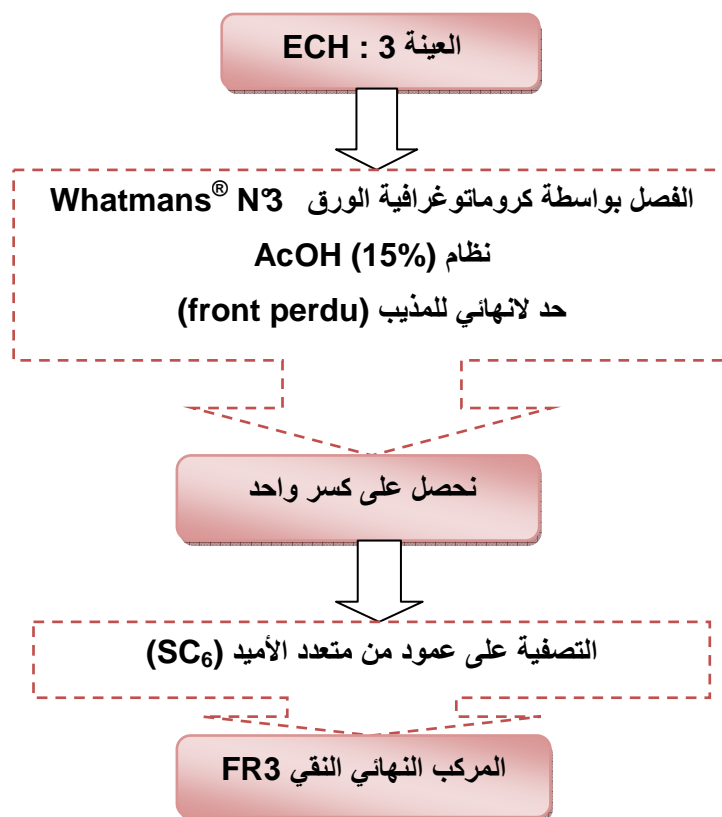 العينة ECH : 3
الفصل بواسطة كروماتوغرافية الورق Whatmans® N°3
نظام AcOH (15%)
حد لانهائي للمذيب (front perdu)
نحصل على كسر واحد
التصفية على عمود من متعدد الأميد (SC₆)
المركب النهائي النقي FR3